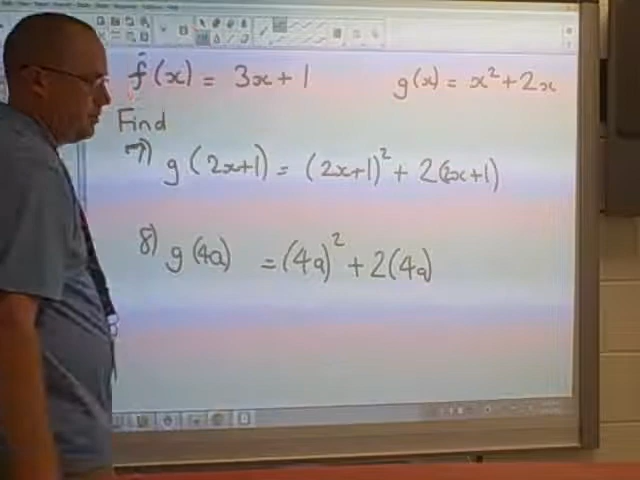 f(x) = 3x+1 g(x) = x²+2x
Find
7) g(2x+1) = (2x+1)² + 2(2x+1)
8) g(4a) = (4a)² + 2(4a)